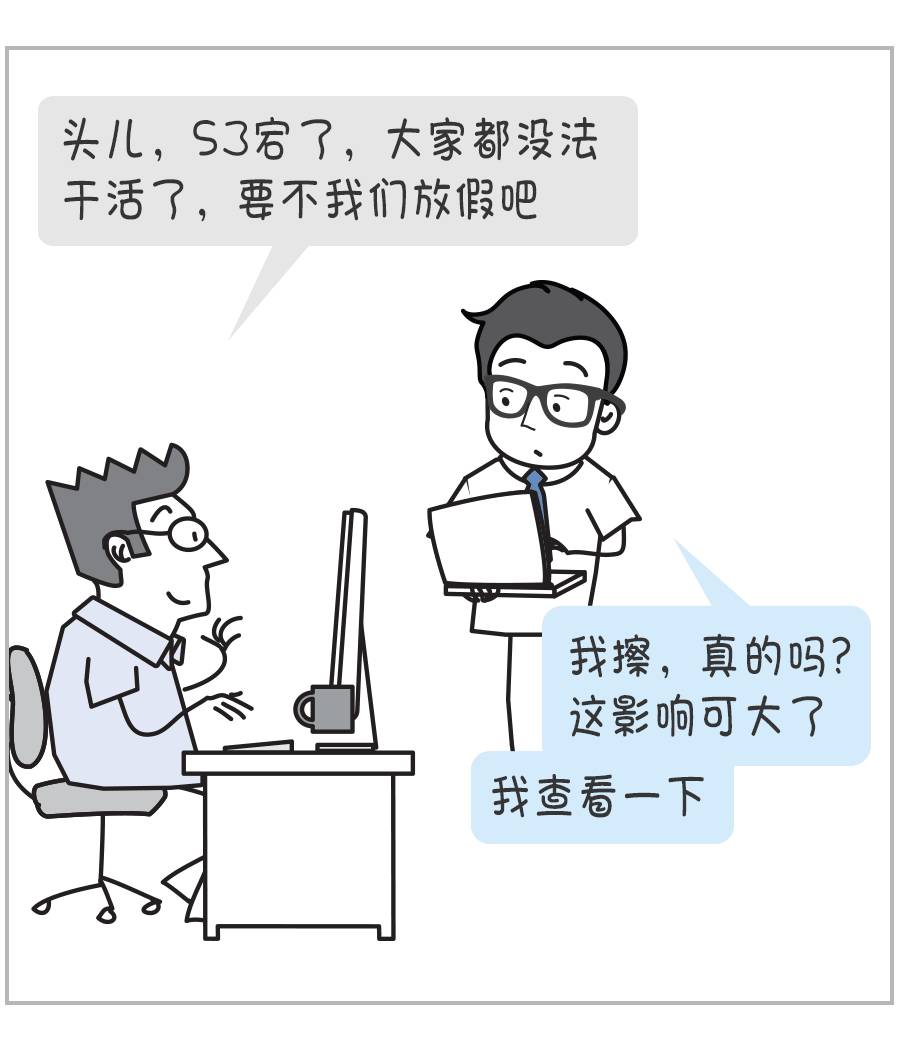 头儿，S3宕了，大家都没法
干活了，要不我们放假吧
我擦，真的吗?
这影响可大了
我查看一下